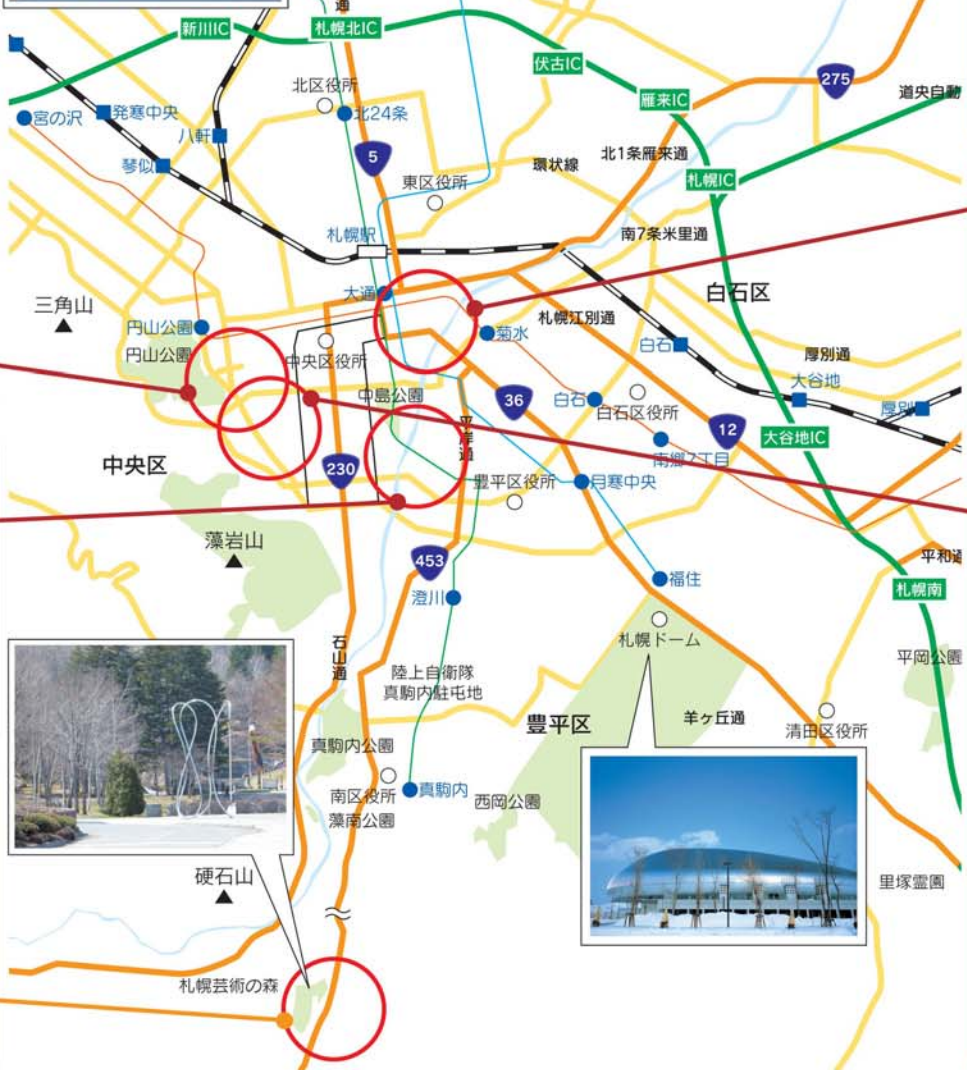 通
新川IC
札幌北IC
伏古IC
275
北区役所
雁来IC
道央自動
宮の沢
発寒中央
北24条
八軒
5
北1条雁来通
環状線
琴似
東区役所
札幌IC
札幌駅
南7条米里通
大通
白石区
三角山
札幌江別通
円山公園
菊水
円山公園
中央区役所
白石
厚別通
大谷地
中島公園
36
白石
白石区役所
厚別
平岸通
12
大谷地IC
中央区
230
南郷7丁目
豊平区役所
月寒中央
藻岩山
453
平和通
福住
札幌南
澄川
札幌ドーム
石山通
陸上自衛隊
真駒内駐屯地
平岡公園
豊平区
羊ヶ丘通
清田区役所
真駒内公園
南区役所
真駒内
西岡公園
藻南公園
硬石山
里塚霊園
札幌芸術の森